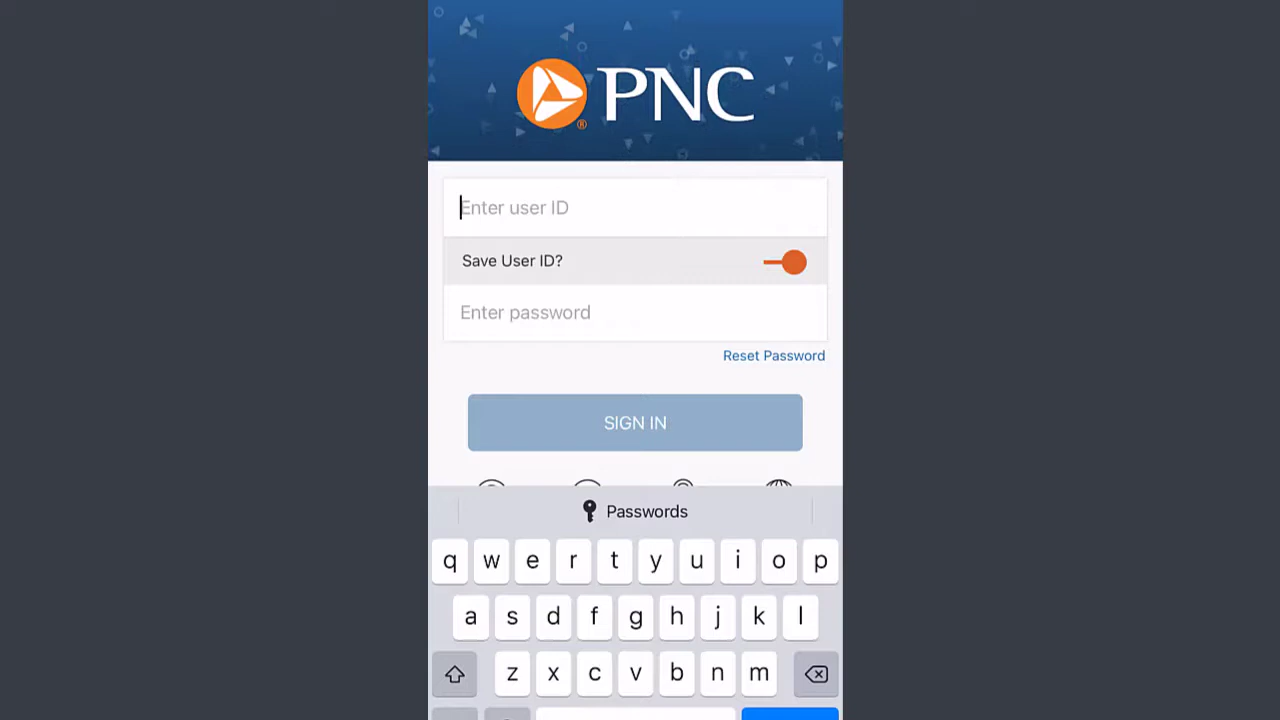 PNC
®
Enter user ID
Save User ID?
Enter password
Reset Password
SIGN IN
Passwords
q w e r t y u i o p
a s d f g h j k l
z x c v b n m